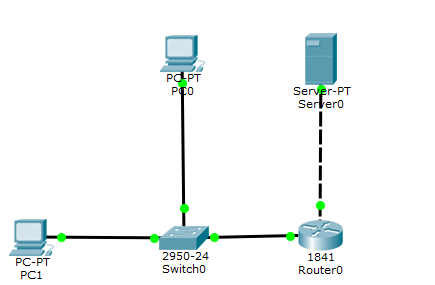 PC-PT
PC0
Server-PT
Server0
PC-PT
PC1
2950-24
Switch0
1841
Router0